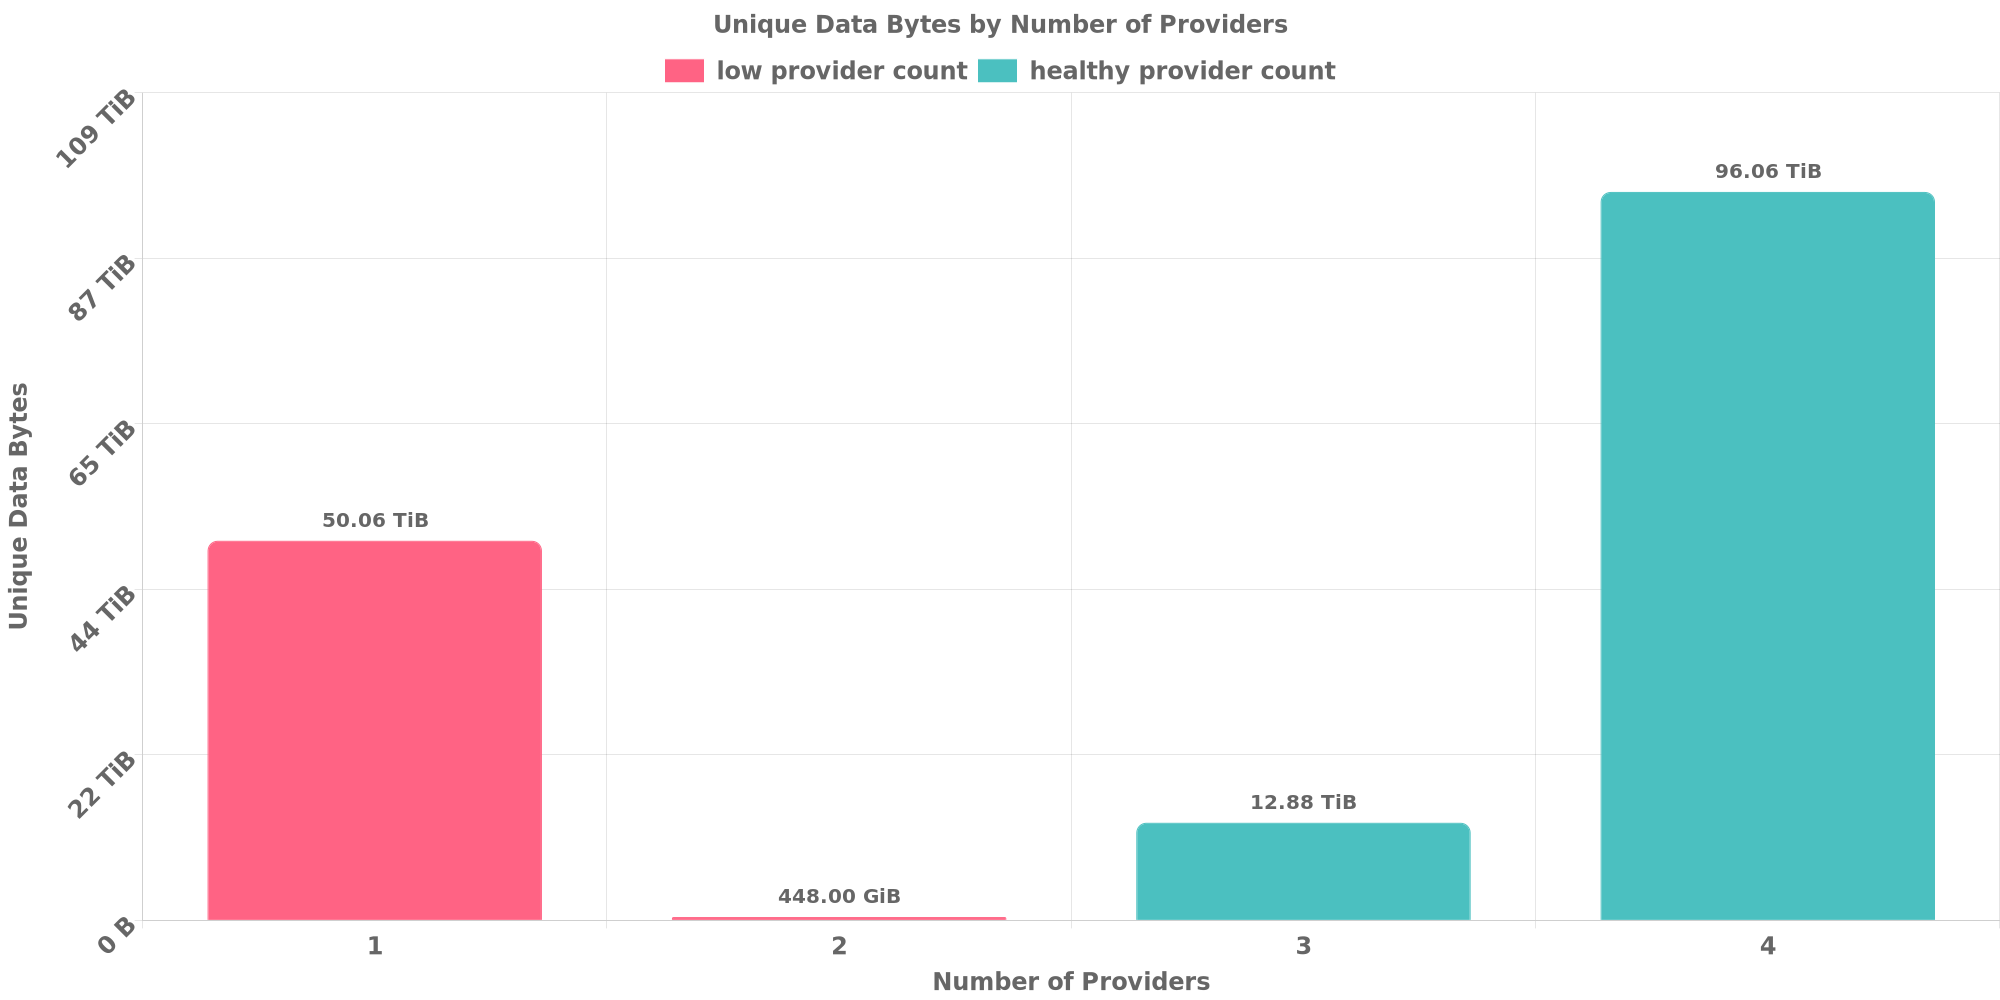 Unique Data Bytes by Number of Providers
low provider count healthy provider count
109 TiB
87 TiB
65 TiB
44 TiB
22 TiB
0 B
Unique Data Bytes
50.06 TiB
448.00 GiB
12.88 TiB
96.06 TiB
1 2 3 4
Number of Providers